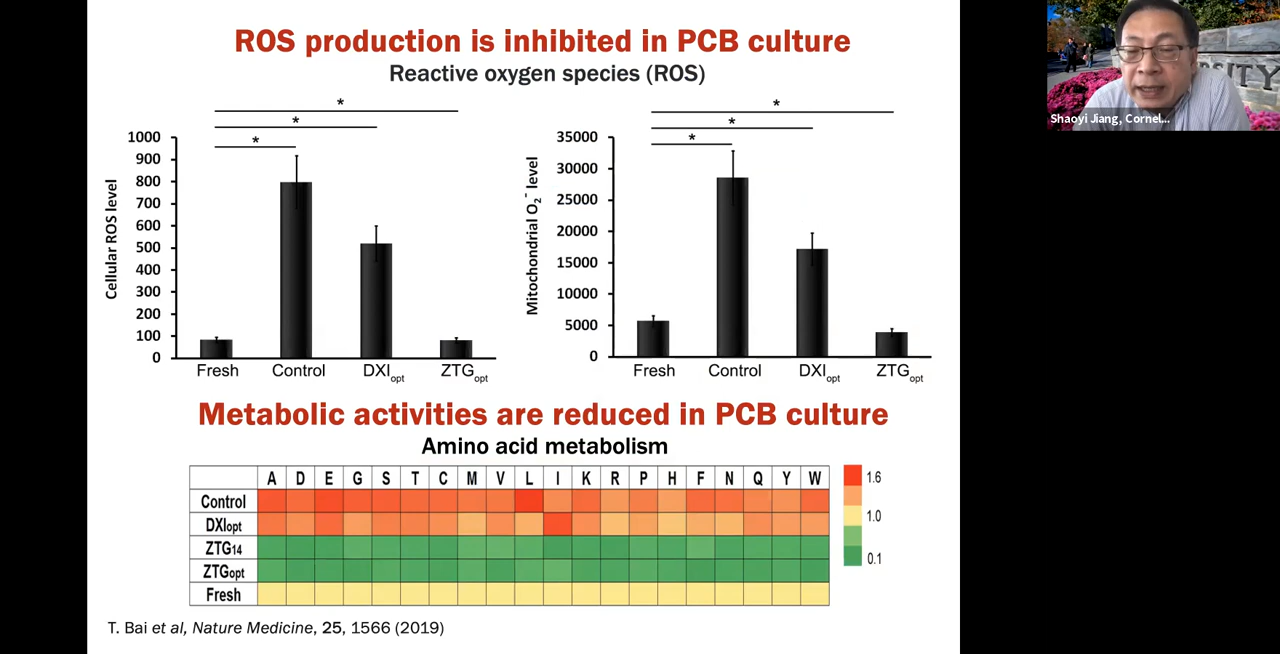 ROS production is inhibited in PCB culture
Reactive oxygen species (ROS)
*
*
*
Cellular ROS level
1000
900
800
700
600
500
400
300
200
100
0
Fresh Control DXIopt ZTGopt
*
*
*
Mitochondrial O2⁻ level
35000
30000
25000
20000
15000
10000
5000
0
Fresh Control DXIopt ZTGopt
Metabolic activities are reduced in PCB culture
Amino acid metabolism
A D E G S T C M V L I K R P H F N Q Y W
Control
DXIopt
ZTG14
ZTGopt
Fresh
1.6
1.0
0.1
T. Bai et al, Nature Medicine, 25, 1566 (2019)
Shaoyi Jiang, Cornel...